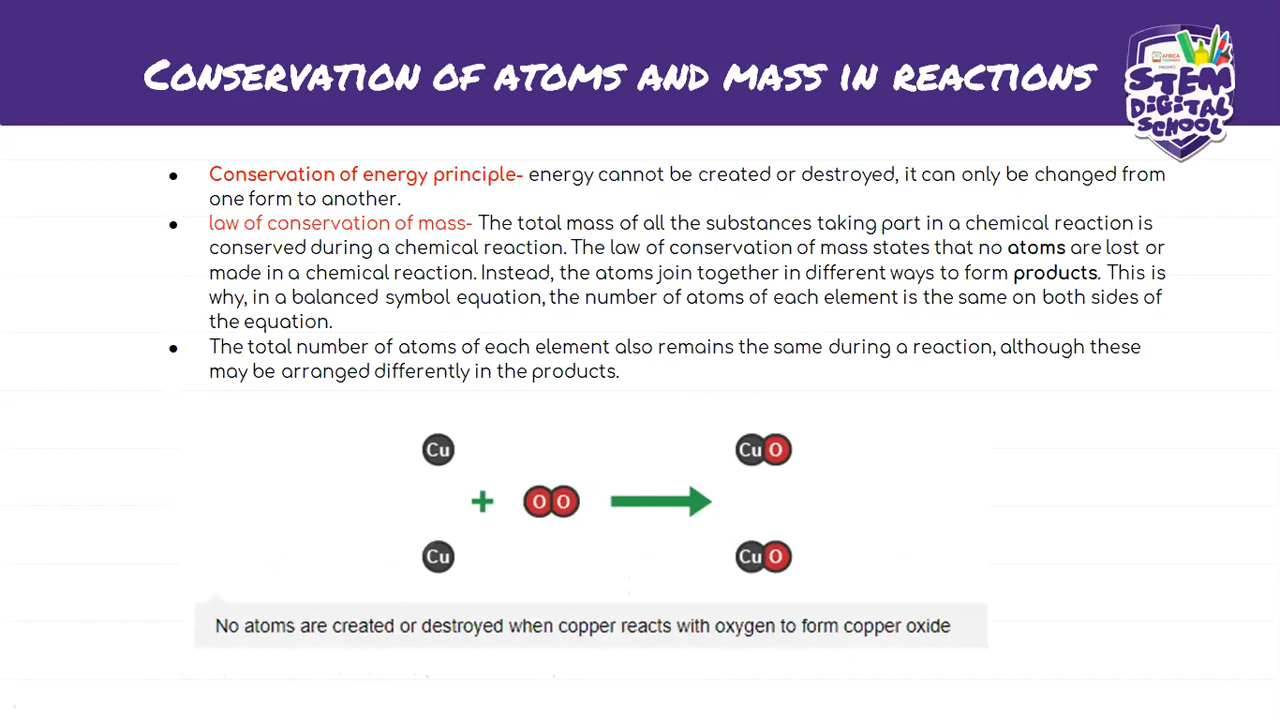 CONSERVATION OF ATOMS AND MASS IN REACTIONS
AFRICA
STEM
DIGITAL
SCHOOL
● Conservation of energy principle- energy cannot be created or destroyed, it can only be changed from
one form to another.
● law of conservation of mass- The total mass of all the substances taking part in a chemical reaction is
conserved during a chemical reaction. The law of conservation of mass states that no atoms are lost or
made in a chemical reaction. Instead, the atoms join together in different ways to form products. This is
why, in a balanced symbol equation, the number of atoms of each element is the same on both sides of
the equation.
● The total number of atoms of each element also remains the same during a reaction, although these
may be arranged differently in the products.
Cu CuO
+ OO
Cu CuO
No atoms are created or destroyed when copper reacts with oxygen to form copper oxide